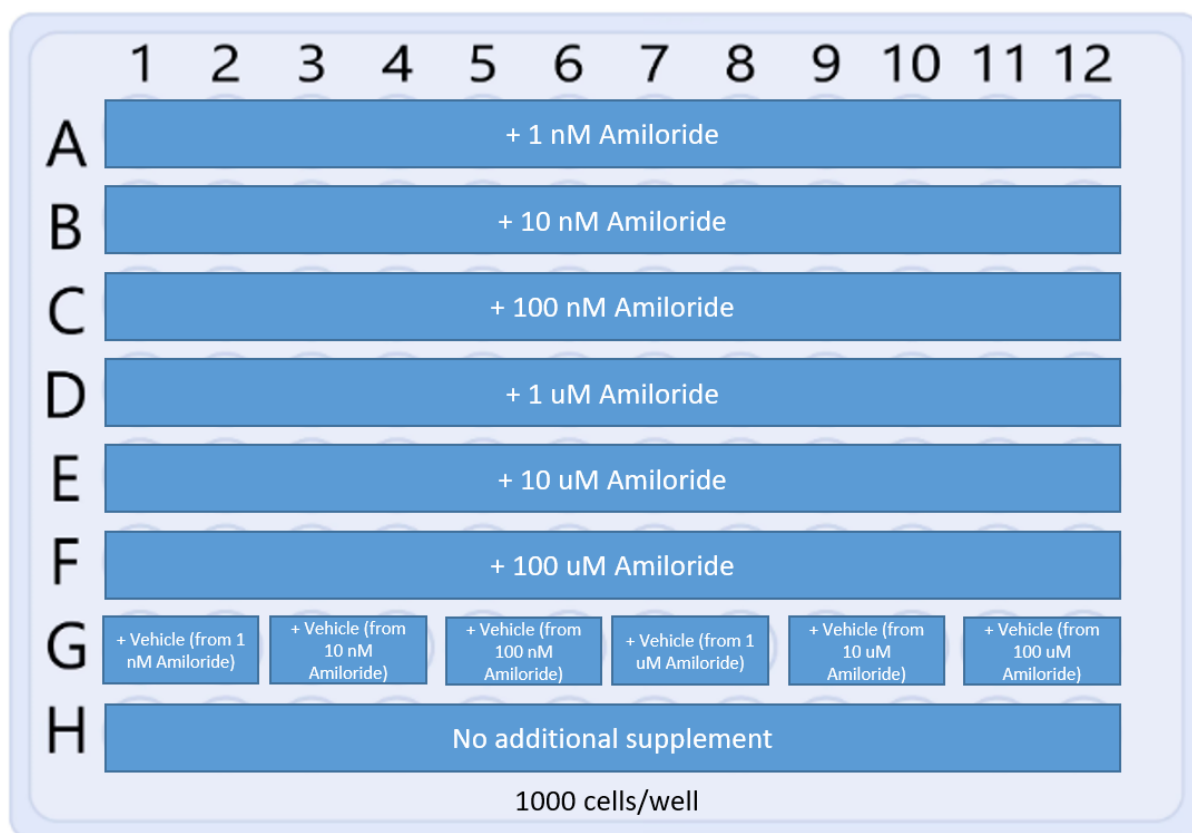 1 2 3 4 5 6 7 8 9 10 11 12
A
+ 1 nM Amiloride
B
+ 10 nM Amiloride
C
+ 100 nM Amiloride
D
+ 1 uM Amiloride
E
+ 10 uM Amiloride
F
+ 100 uM Amiloride
G
+ Vehicle (from 1
nM Amiloride)
+ Vehicle (from
10 nM
Amiloride)
+ Vehicle (from
100 nM
Amiloride)
+ Vehicle (from 1
uM Amiloride)
+ Vehicle (from
10 uM
Amiloride)
+ Vehicle (from
100 uM
Amiloride)
H
No additional supplement
1000 cells/well